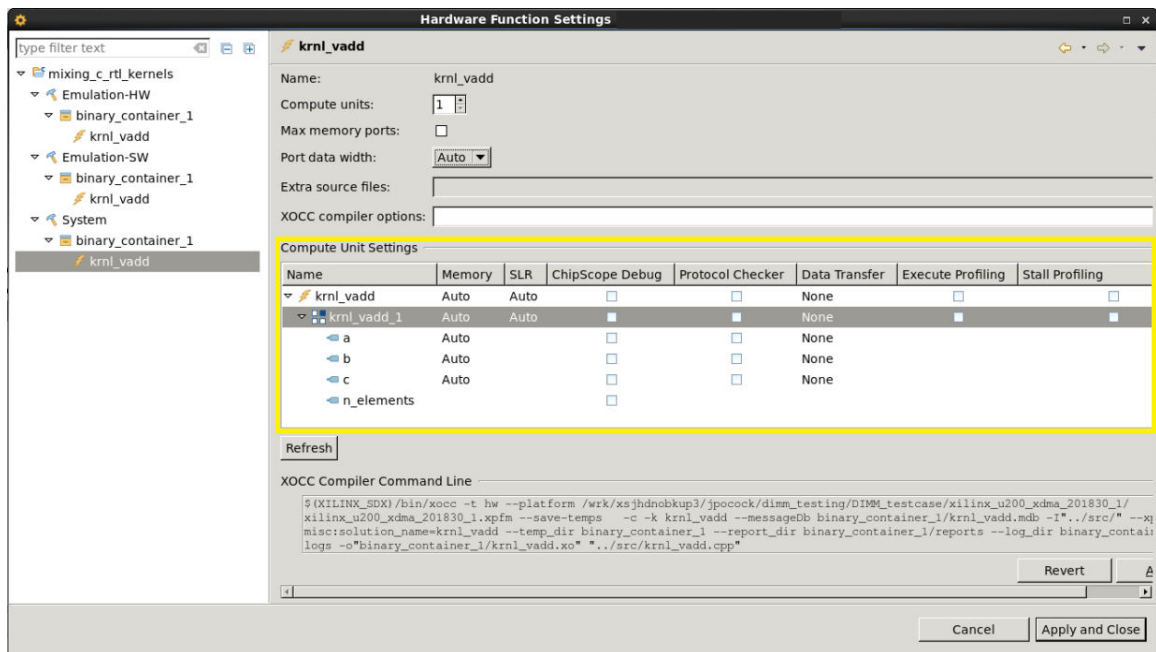 Hardware Function Settings
type filter text
mixing_c_rtl_kernels
Emulation-HW
binary_container_1
krnl_vadd
Emulation-SW
binary_container_1
krnl_vadd
System
binary_container_1
krnl_vadd
krnl_vadd
Name: krnl_vadd
Compute units: 1
Max memory ports:
Port data width: Auto
Extra source files:
XOCC compiler options:
Compute Unit Settings
Name Memory SLR ChipScope Debug Protocol Checker Data Transfer Execute Profiling Stall Profiling
krnl_vadd Auto Auto None
krnl_vadd_1 Auto Auto None
a Auto None
b Auto None
c Auto None
n_elements
Refresh
XOCC Compiler Command Line
${XILINX_SDX}/bin/xocc -t hw --platform /wrk/xsjhdnobkup3/jpocock/dimm_testing/DIMM_testcase/xilinx_u200_xdma_201830_1/
xilinx_u200_xdma_201830_1.xpfm --save-temps -c -k krnl_vadd --messageDb binary_container_1/krnl_vadd.mdb -I"../src/" --xp
misc:solution_name=krnl_vadd --temp_dir binary_container_1 --report_dir binary_container_1/reports --log_dir binary_contai
logs -o"binary_container_1/krnl_vadd.xo" "../src/krnl_vadd.cpp"
Revert A
Cancel Apply and Close